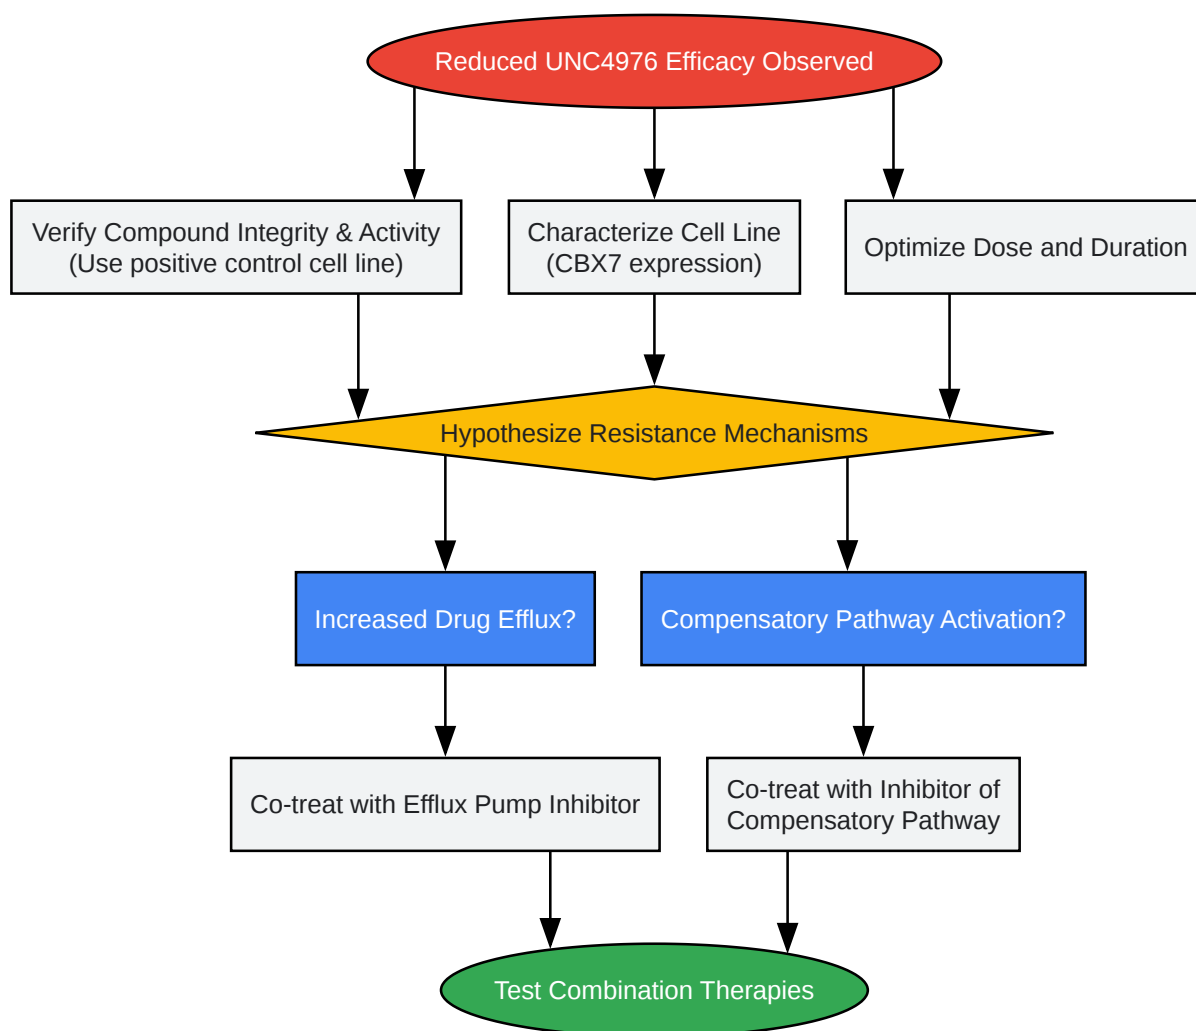 Reduced UNC4976 Efficacy Observed
Verify Compound Integrity & Activity
(Use positive control cell line)
Characterize Cell Line
(CBX7 expression)
Optimize Dose and Duration
Hypothesize Resistance Mechanisms
Increased Drug Efflux?
Compensatory Pathway Activation?
Co-treat with Efflux Pump Inhibitor
Co-treat with Inhibitor of
Compensatory Pathway
Test Combination Therapies